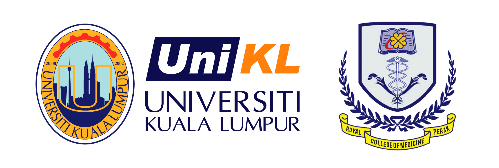 UNIVERSITI KUALA LUMPUR
UniKL
UNIVERSITI
KUALA LUMPUR
ROYAL COLLEGE OF MEDICINE PERAK